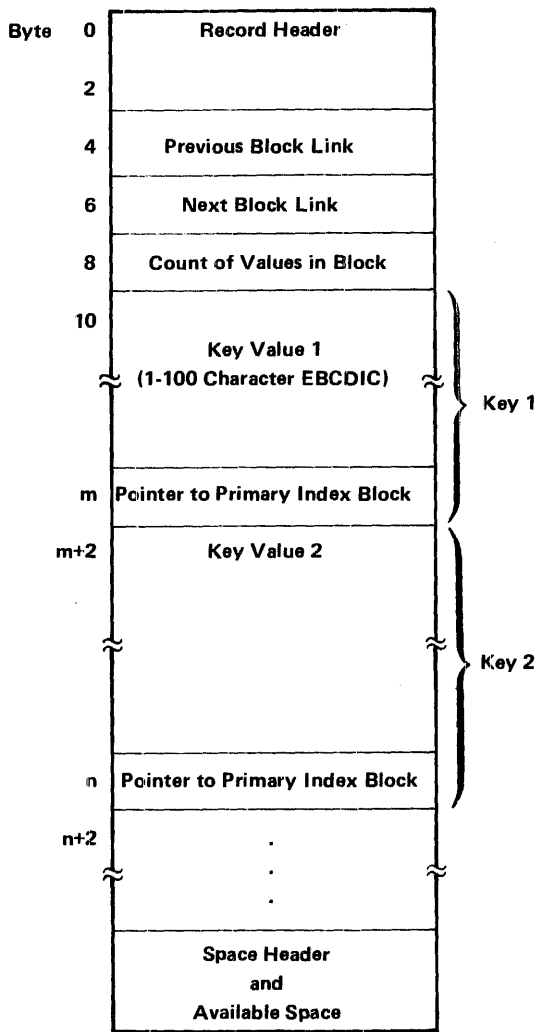 Byte 0 Record Header
2
4 Previous Block Link
6 Next Block Link
8 Count of Values in Block
10
Key Value 1
(1-100 Character EBCDIC)
Key 1
m Pointer to Primary Index Block
m+2 Key Value 2
Key 2
n Pointer to Primary Index Block
n+2
.
.
.
Space Header
and
Available Space